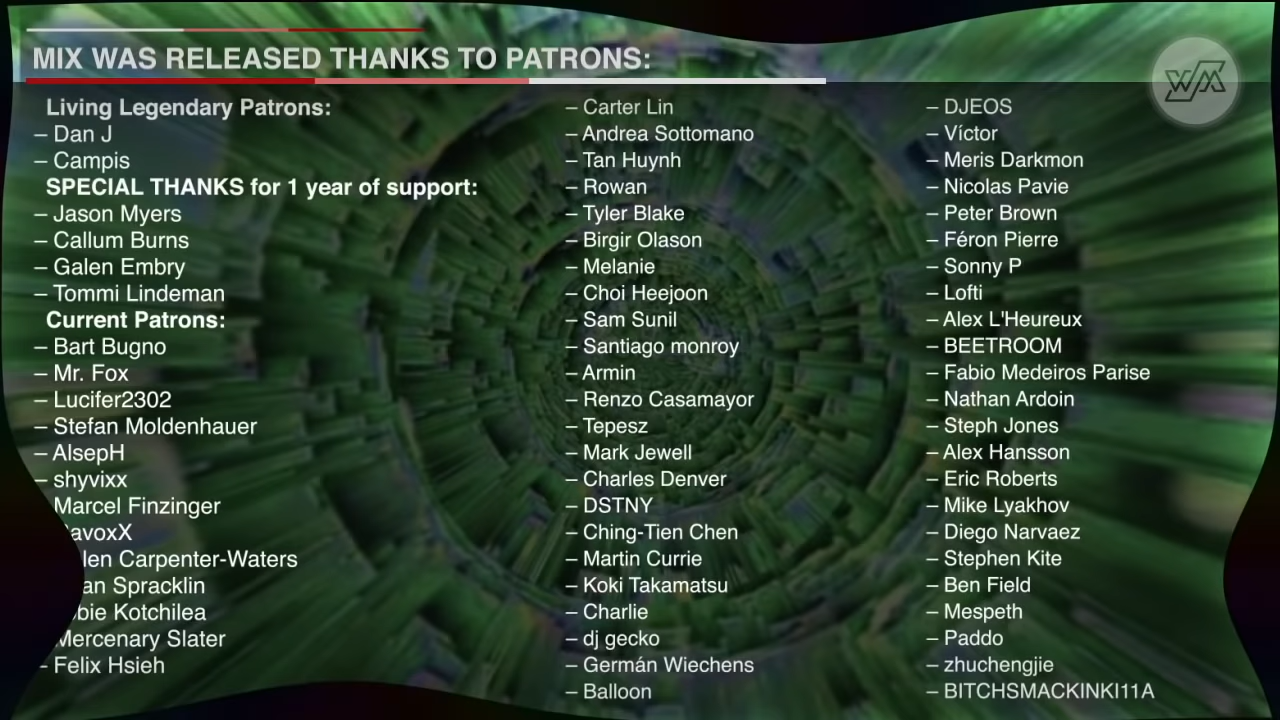 MIX WAS RELEASED THANKS TO PATRONS:
WM
Living Legendary Patrons:
– Dan J
– Campis
SPECIAL THANKS for 1 year of support:
– Jason Myers
– Callum Burns
– Galen Embry
– Tommi Lindeman
Current Patrons:
– Bart Bugno
– Mr. Fox
– Lucifer2302
– Stefan Moldenhauer
– AlsepH
– shyvixx
Marcel Finzinger
Carpenter-Waters
Spracklin
Kotchilea
Mercenary Slater
- Felix Hsieh
– Carter Lin
– Andrea Sottomano
– Tan Huynh
– Rowan
– Tyler Blake
– Birgir Olason
– Melanie
– Choi Heejoon
– Sam Sunil
– Santiago monroy
– Armin
– Renzo Casamayor
– Tepesz
– Mark Jewell
– Charles Denver
– DSTNY
– Ching-Tien Chen
– Martin Currie
– Koki Takamatsu
– Charlie
– dj gecko
– Germán Wiechens
– Balloon
– DJEOS
– Víctor
– Meris Darkmon
– Nicolas Pavie
– Peter Brown
– Féron Pierre
– Sonny P
– Lofti
– Alex L'Heureux
– BEETROOM
– Fabio Medeiros Parise
– Nathan Ardoin
– Steph Jones
– Alex Hansson
– Eric Roberts
– Mike Lyakhov
– Diego Narvaez
– Stephen Kite
– Ben Field
– Mespeth
– Paddo
– zhuchengjie
– BITCHSMACKINKI11A